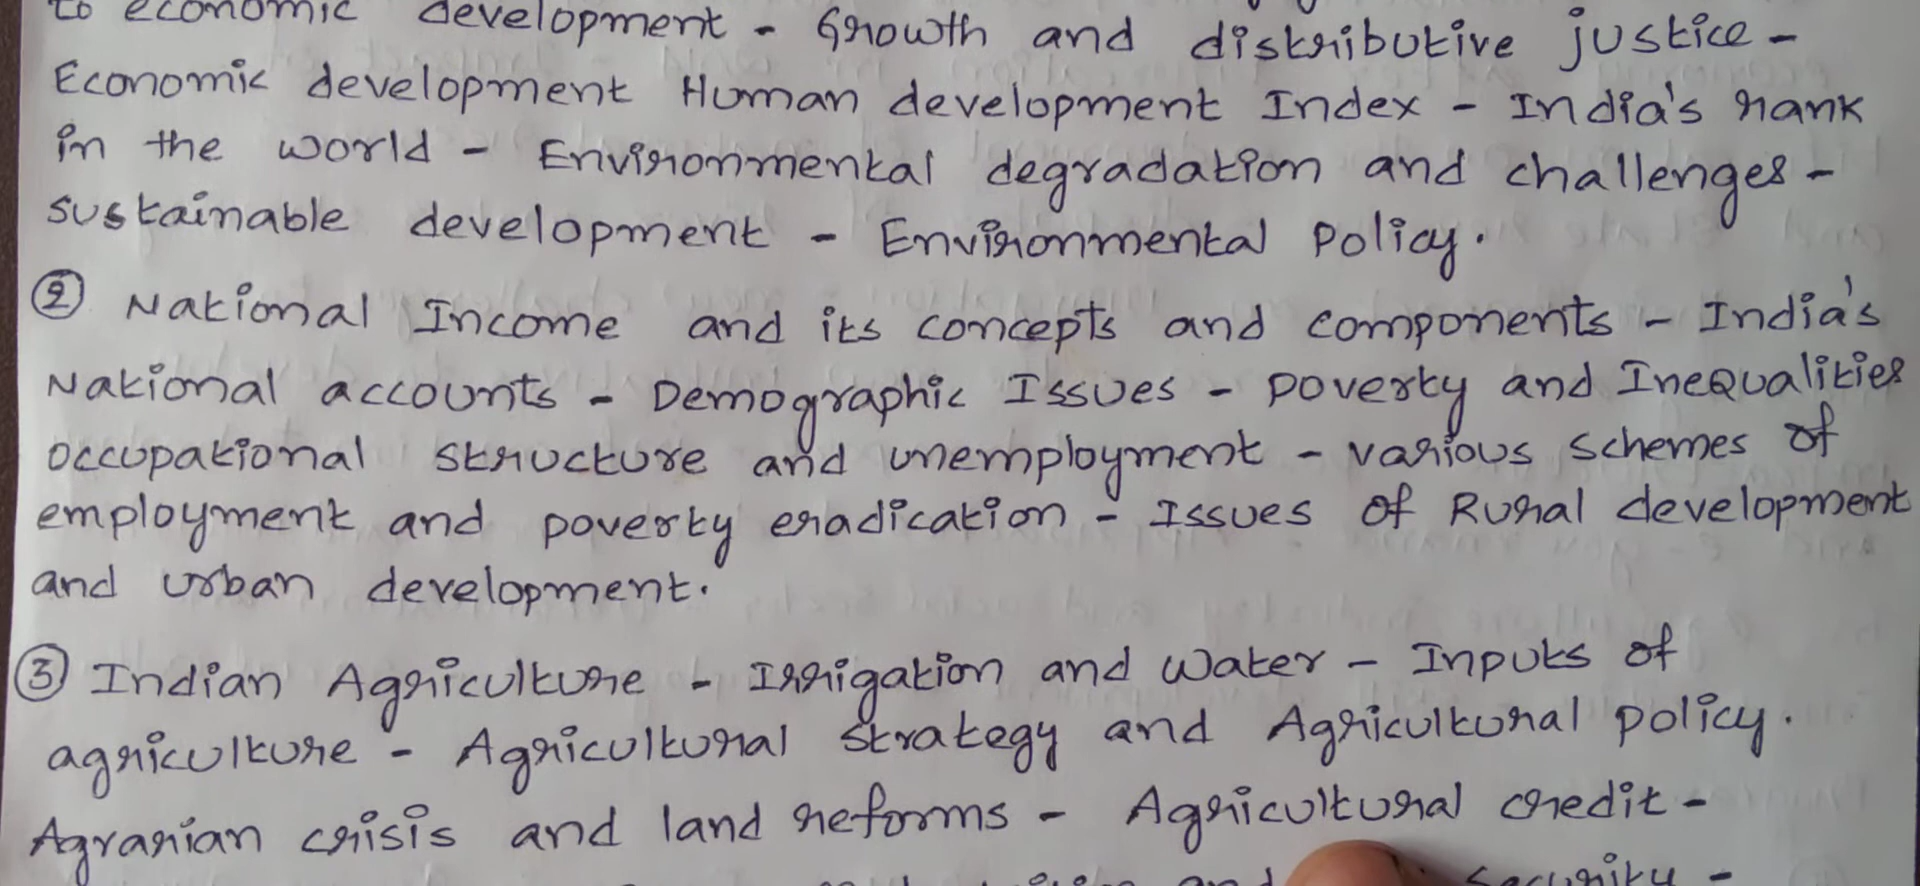 to economic development - Growth and distributive justice -
Economic development Human development Index - India's rank
in the world - Environmental degradation and challenges -
sustainable development - Environmental Policy.
② National Income and its concepts and components - India's
National accounts - Demographic Issues - poverty and Inequalities
occupational structure and unemployment - various schemes of
employment and poverty eradication - Issues of Rural development
and urban development.
③ Indian Agriculture - Irrigation and Water - Inputs of
agriculture - Agricultural strategy and Agricultural policy.
Agrarian crisis and land reforms - Agricultural credit -
and security -